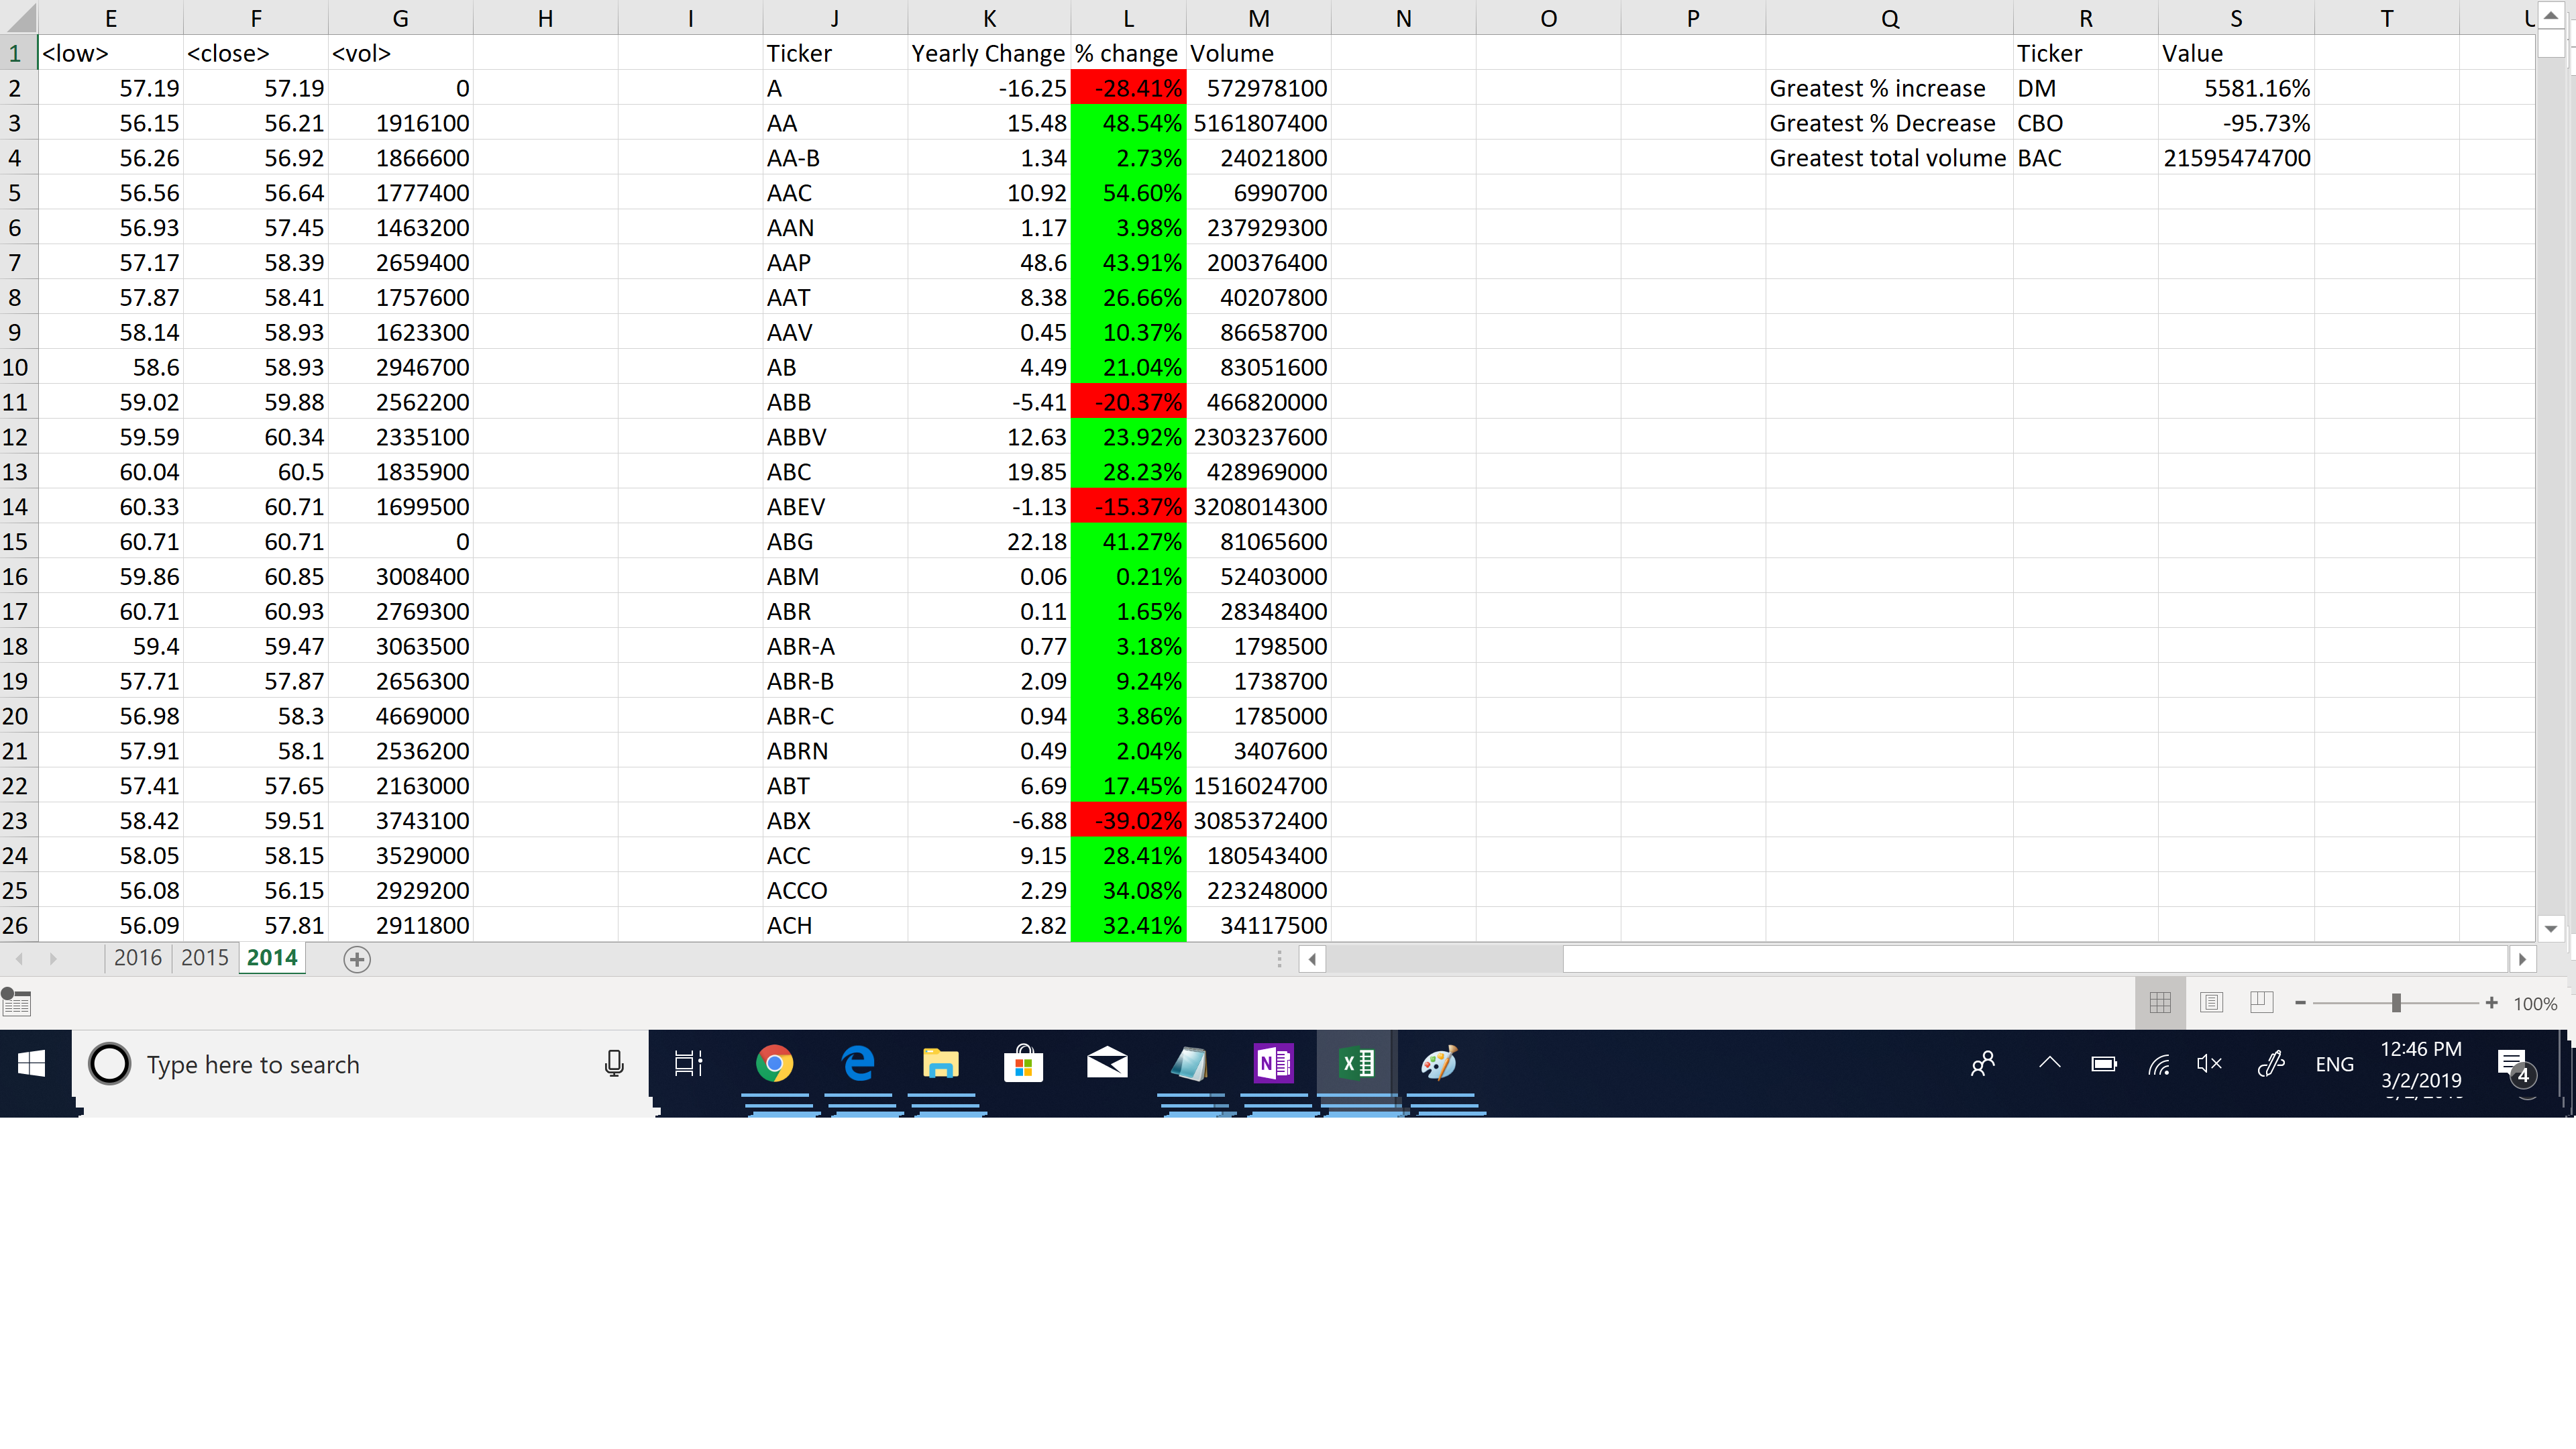 E F G H I J K L M N O P Q R S T U
1 <low> <close> <vol> Ticker Yearly Change % change Volume Ticker Value
2 57.19 57.19 0 A -16.25 -28.41% 572978100 Greatest % increase DM 5581.16%
3 56.15 56.21 1916100 AA 15.48 48.54% 5161807400 Greatest % Decrease CBO -95.73%
4 56.26 56.92 1866600 AA-B 1.34 2.73% 24021800 Greatest total volume BAC 21595474700
5 56.56 56.64 1777400 AAC 10.92 54.60% 6990700
6 56.93 57.45 1463200 AAN 1.17 3.98% 237929300
7 57.17 58.39 2659400 AAP 48.6 43.91% 200376400
8 57.87 58.41 1757600 AAT 8.38 26.66% 40207800
9 58.14 58.93 1623300 AAV 0.45 10.37% 86658700
10 58.6 58.93 2946700 AB 4.49 21.04% 83051600
11 59.02 59.88 2562200 ABB -5.41 -20.37% 466820000
12 59.59 60.34 2335100 ABBV 12.63 23.92% 2303237600
13 60.04 60.5 1835900 ABC 19.85 28.23% 428969000
14 60.33 60.71 1699500 ABEV -1.13 -15.37% 3208014300
15 60.71 60.71 0 ABG 22.18 41.27% 81065600
16 59.86 60.85 3008400 ABM 0.06 0.21% 52403000
17 60.71 60.93 2769300 ABR 0.11 1.65% 28348400
18 59.4 59.47 3063500 ABR-A 0.77 3.18% 1798500
19 57.71 57.87 2656300 ABR-B 2.09 9.24% 1738700
20 56.98 58.3 4669000 ABR-C 0.94 3.86% 1785000
21 57.91 58.1 2536200 ABRN 0.49 2.04% 3407600
22 57.41 57.65 2163000 ABT 6.69 17.45% 1516024700
23 58.42 59.51 3743100 ABX -6.88 -39.02% 3085372400
24 58.05 58.15 3529000 ACC 9.15 28.41% 180543400
25 56.08 56.15 2929200 ACCO 2.29 34.08% 223248000
26 56.09 57.81 2911800 ACH 2.82 32.41% 34117500
2016 2015 2014
100%
Type here to search
ENG
12:46 PM
3/2/2019
4